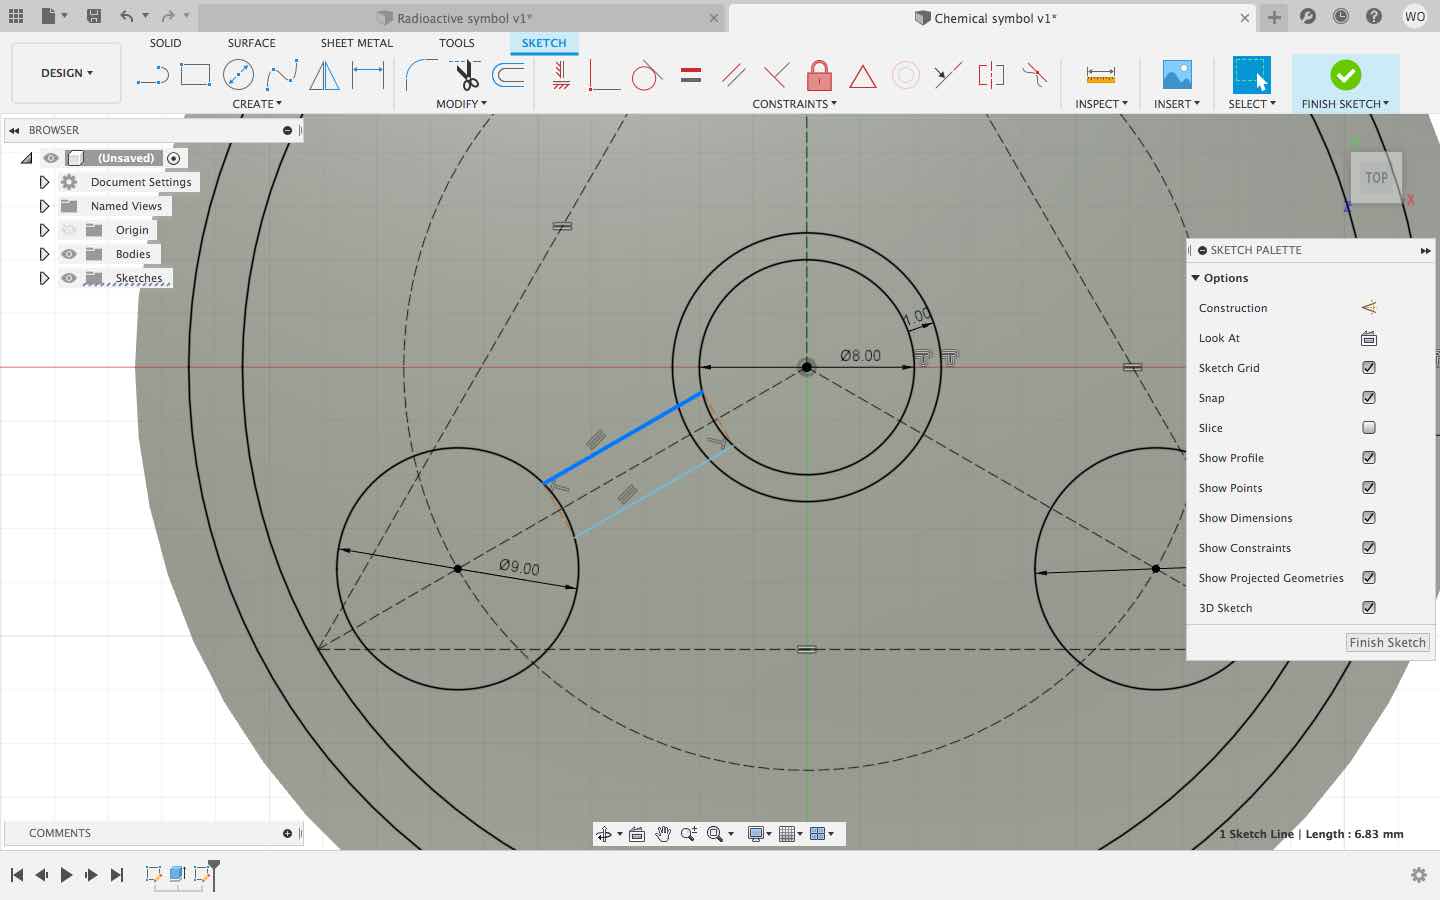 Radioactive symbol v1*
Chemical symbol v1*
WO
DESIGN
SOLID
SURFACE
SHEET METAL
TOOLS
SKETCH
CREATE
MODIFY
CONSTRAINTS
INSPECT
INSERT
SELECT
FINISH SKETCH
BROWSER
(Unsaved)
Document Settings
Named Views
Origin
Bodies
Sketches
TOP
X
Z
1.00
Ø8.00
Ø9.00
SKETCH PALETTE
Options
Construction
Look At
Sketch Grid
Snap
Slice
Show Profile
Show Points
Show Dimensions
Show Constraints
Show Projected Geometries
3D Sketch
Finish Sketch
COMMENTS
1 Sketch Line | Length : 6.83 mm